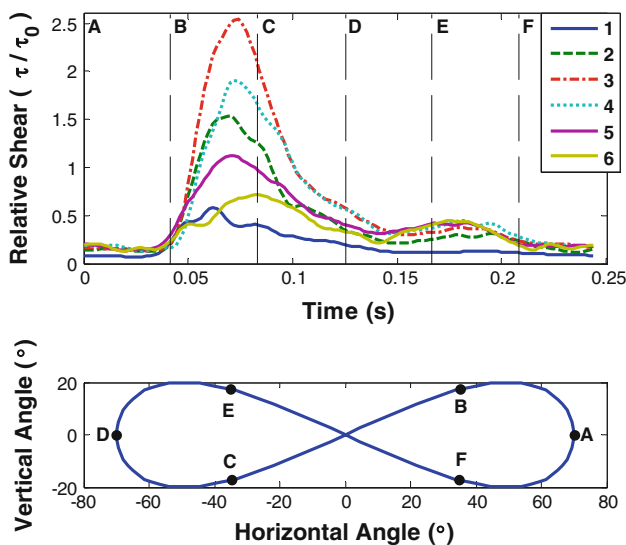 A B C D E F
1
2
3
4
5
6
Relative Shear ( τ/τ0 )
2.5
2
1.5
1
0.5
0
0 0.05 0.1 0.15 0.2 0.25
Time (s)
Vertical Angle (°)
20
0
-20
E
B
D
A
C
F
-80 -60 -40 -20 0 20 40 60 80
Horizontal Angle (°)